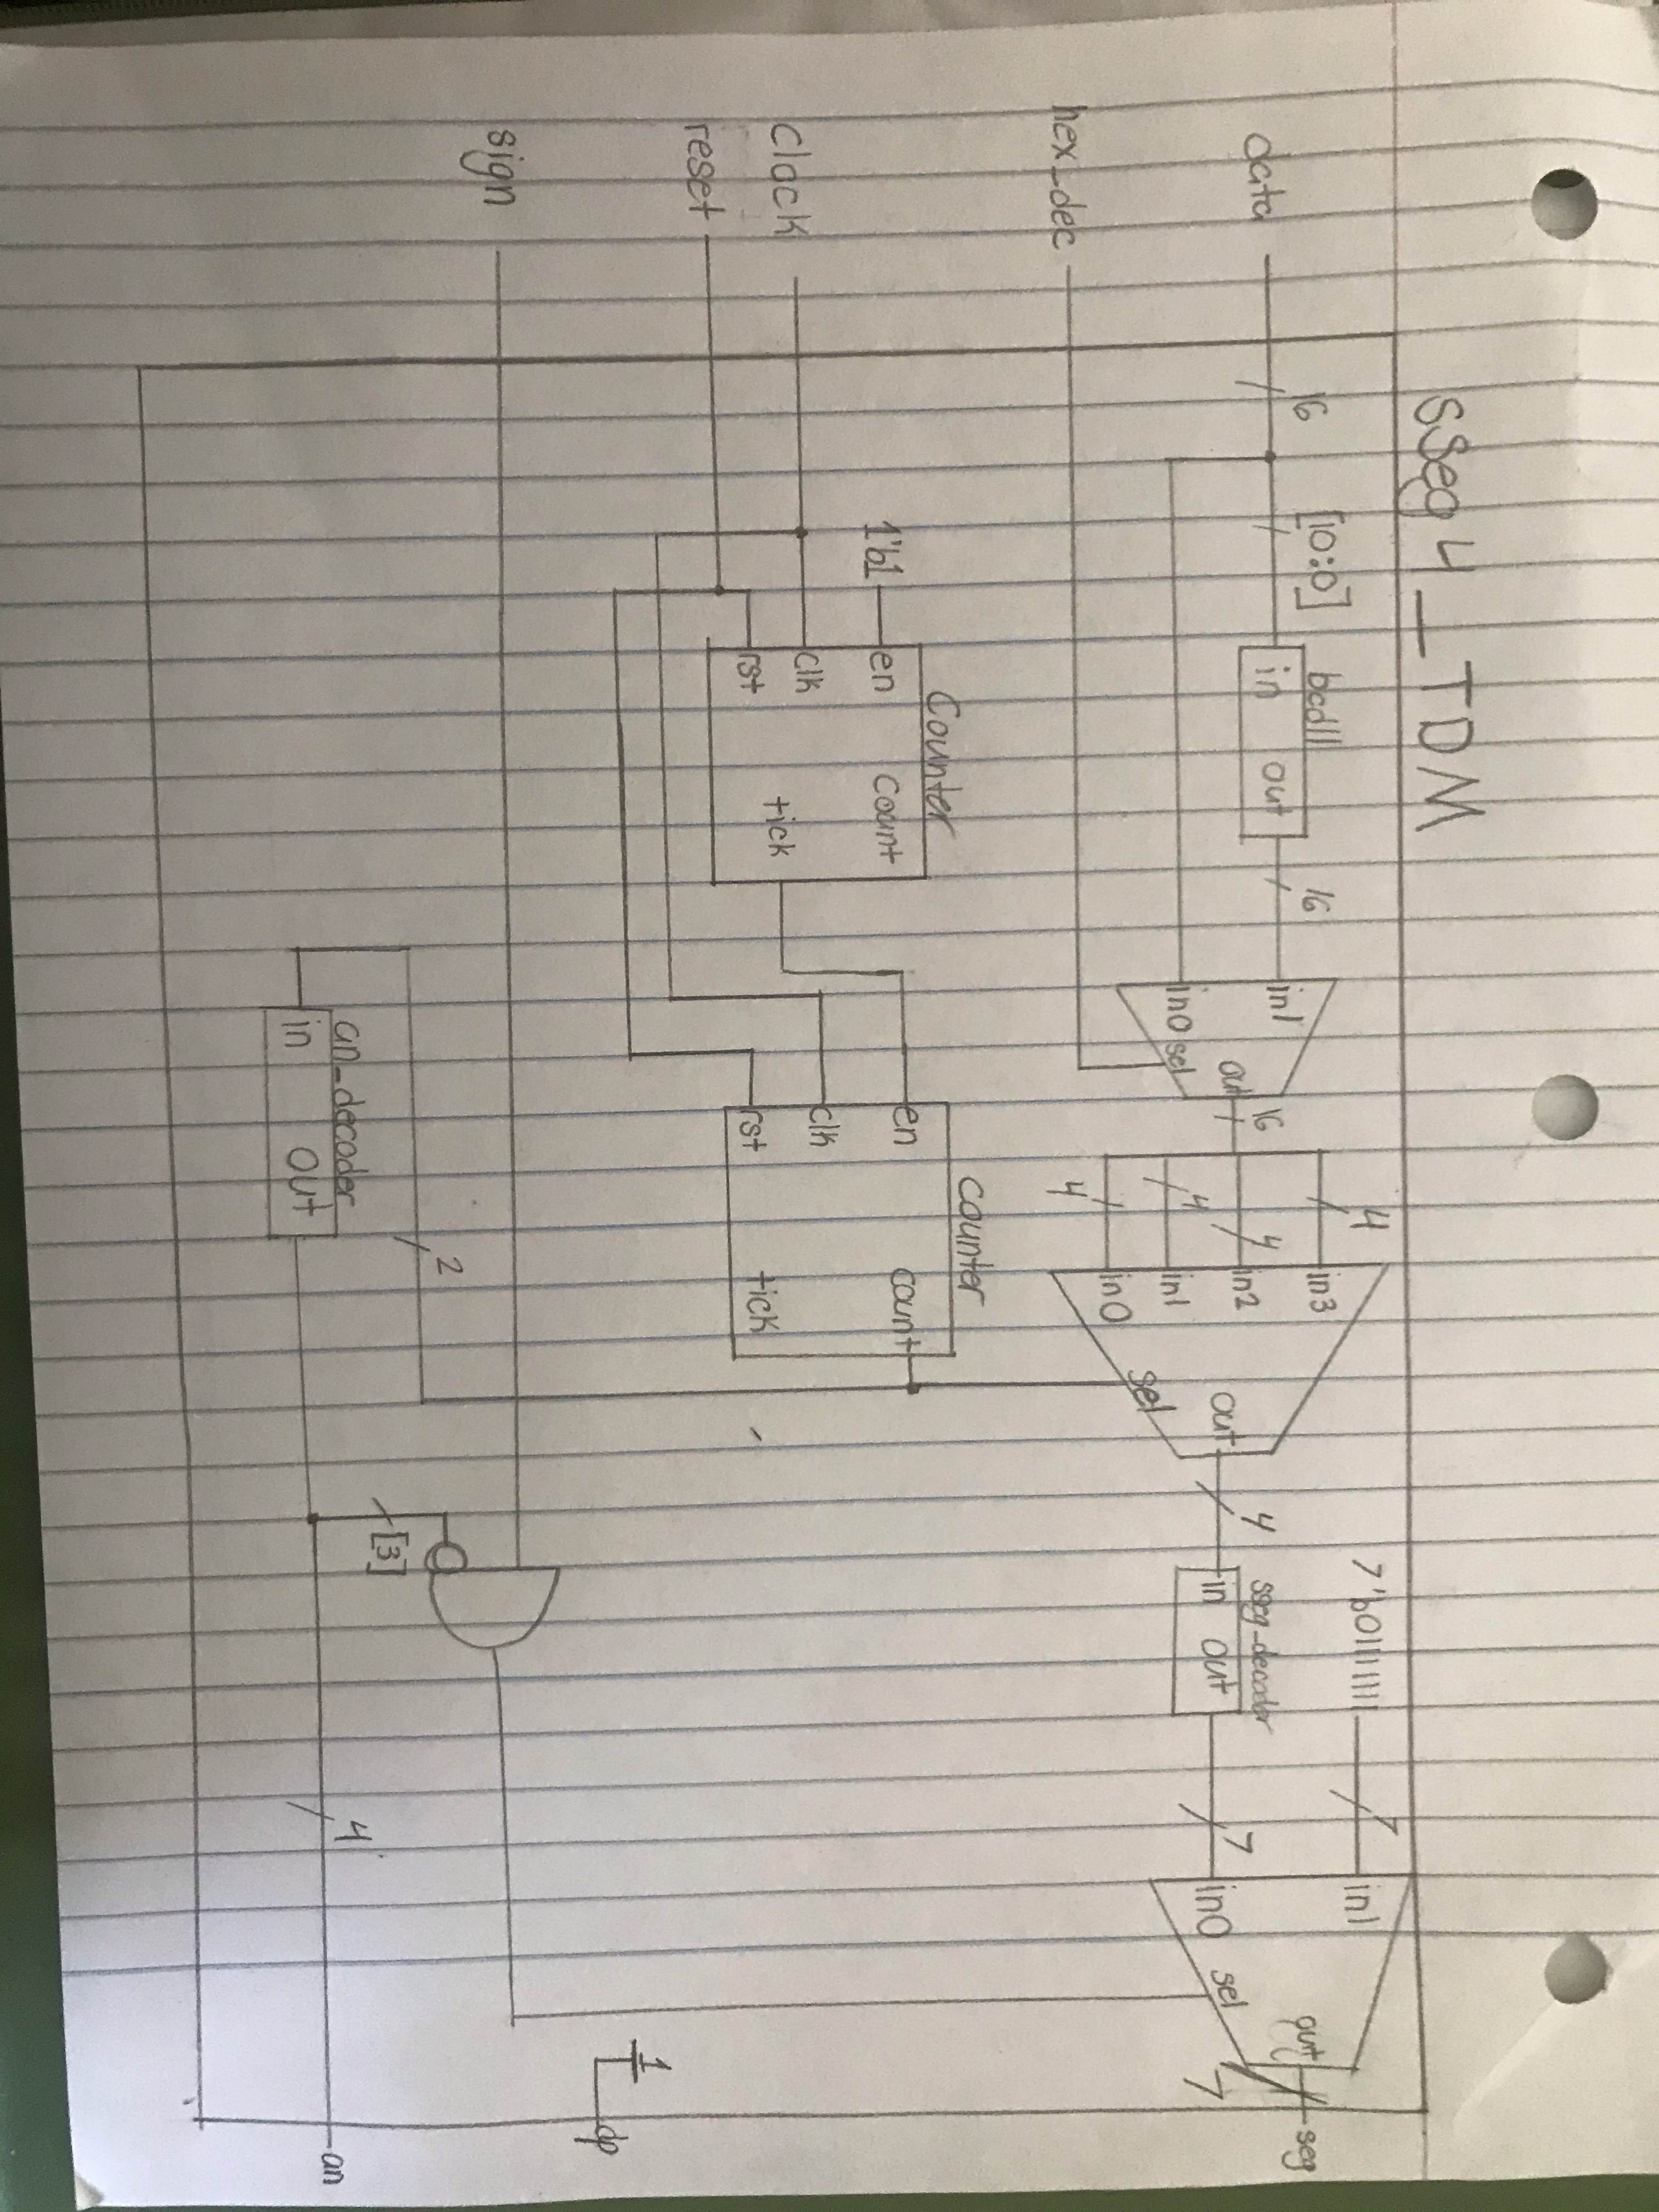 SSeg4_TDM
data
16
[10:0]
bcd11
in
out
16
in1
in0
sel
out
16
4
4
4
4
in3
in2
in1
in0
sel
out
4
sseg_decoder
in
out
7'b0111111
7
7
in1
in0
sel
out
7
seg
hex_dec
clock
reset
1'b1
Counter
en
clk
rst
count
tick
counter
en
clk
rst
count
tick
sign
2
an_decoder
in
out
[3]
4
1
dp
an